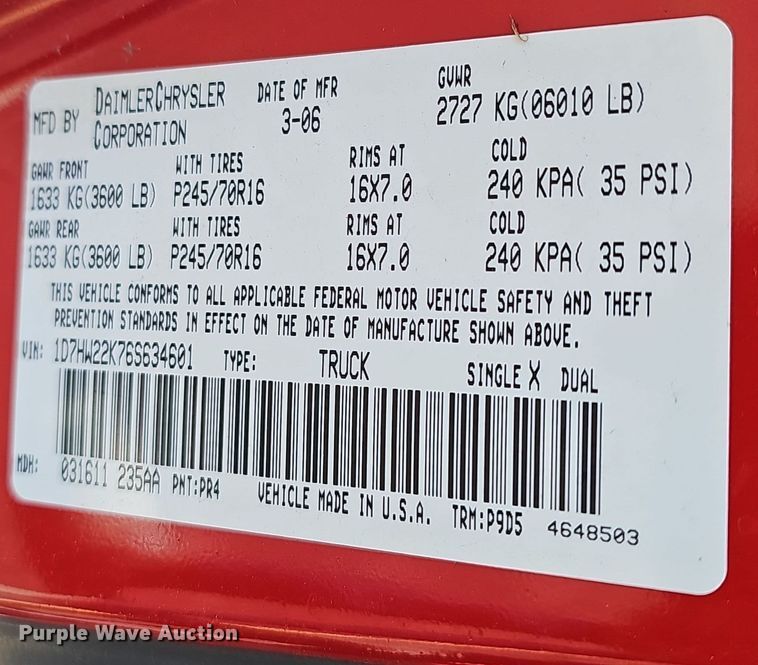 MFD BY DAIMLERCHRYSLER CORPORATION DATE OF MFR 3-06 GVWR 2727 KG(06010 LB)
GAWR FRONT WITH TIRES RIMS AT COLD
1633 KG(3600 LB) P245/70R16 16X7.0 240 KPA( 35 PSI)
GAWR REAR WITH TIRES RIMS AT COLD
1633 KG(3600 LB) P245/70R16 16X7.0 240 KPA( 35 PSI)
THIS VEHICLE CONFORMS TO ALL APPLICABLE FEDERAL MOTOR VEHICLE SAFETY AND THEFT
PREVENTION STANDARDS IN EFFECT ON THE DATE OF MANUFACTURE SHOWN ABOVE.
VIN: 1D7HW22K76S634601 TYPE: TRUCK SINGLE X DUAL
MDH: 031611 235AA PNT:PR4 VEHICLE MADE IN U.S.A. TRM:P9D5 4648503
Purple Wave Auction